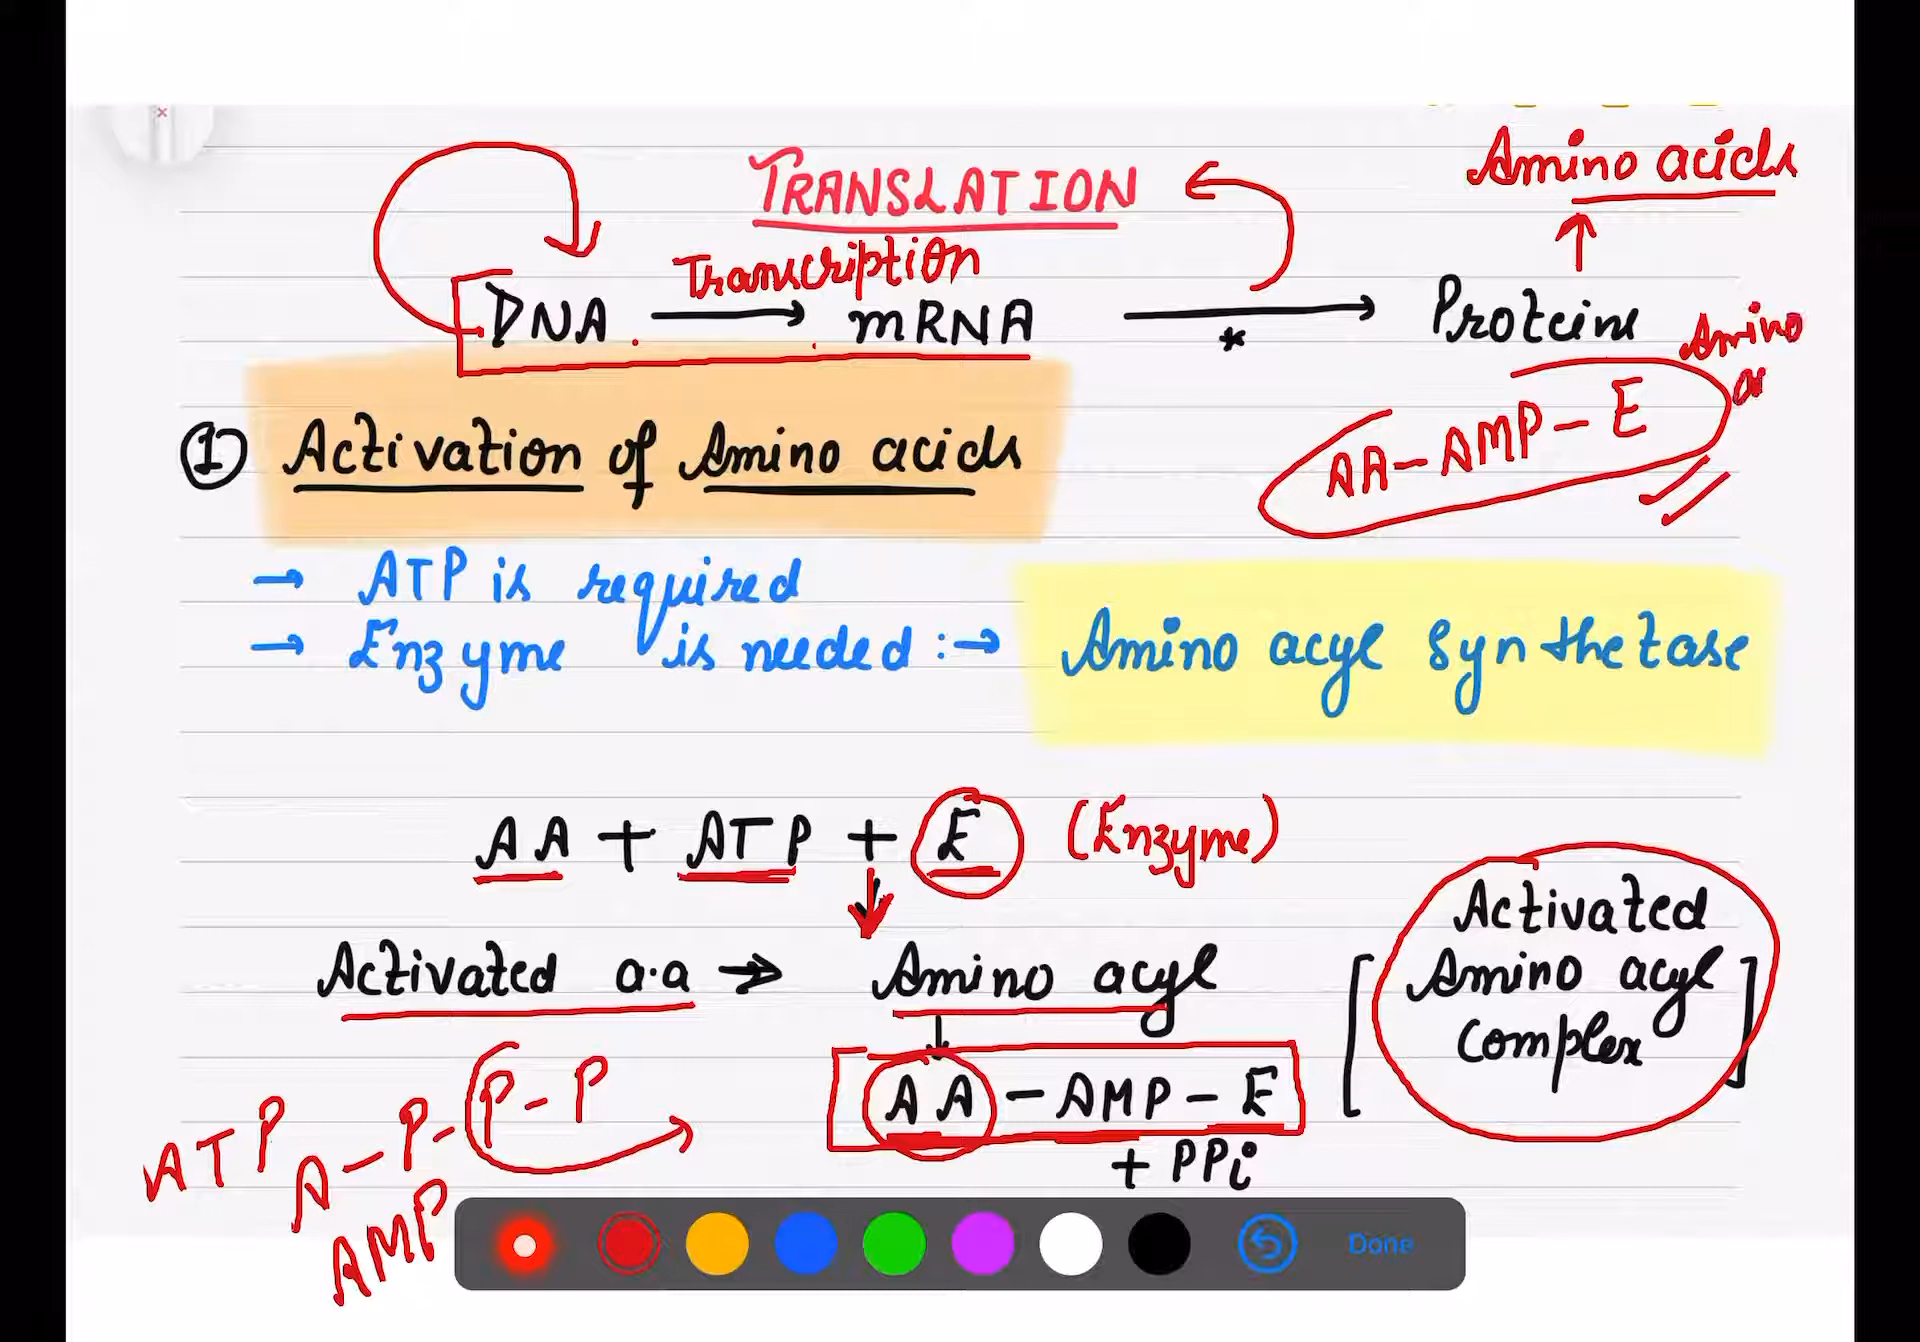 TRANSLATION
Amino acids
Transcription
DNA → mRNA → Proteins
*
Amino
AA-AMP-E
① Activation of Amino acids
→ ATP is required
→ Enzyme is needed :→ Amino acyl synthetase
AA + ATP + E (Enzyme)
Activated a.a → Amino acyl
[Activated
Amino acyl
complex]
AA - AMP - E
+ PPi
ATP A-P-P-P
AMP
Done